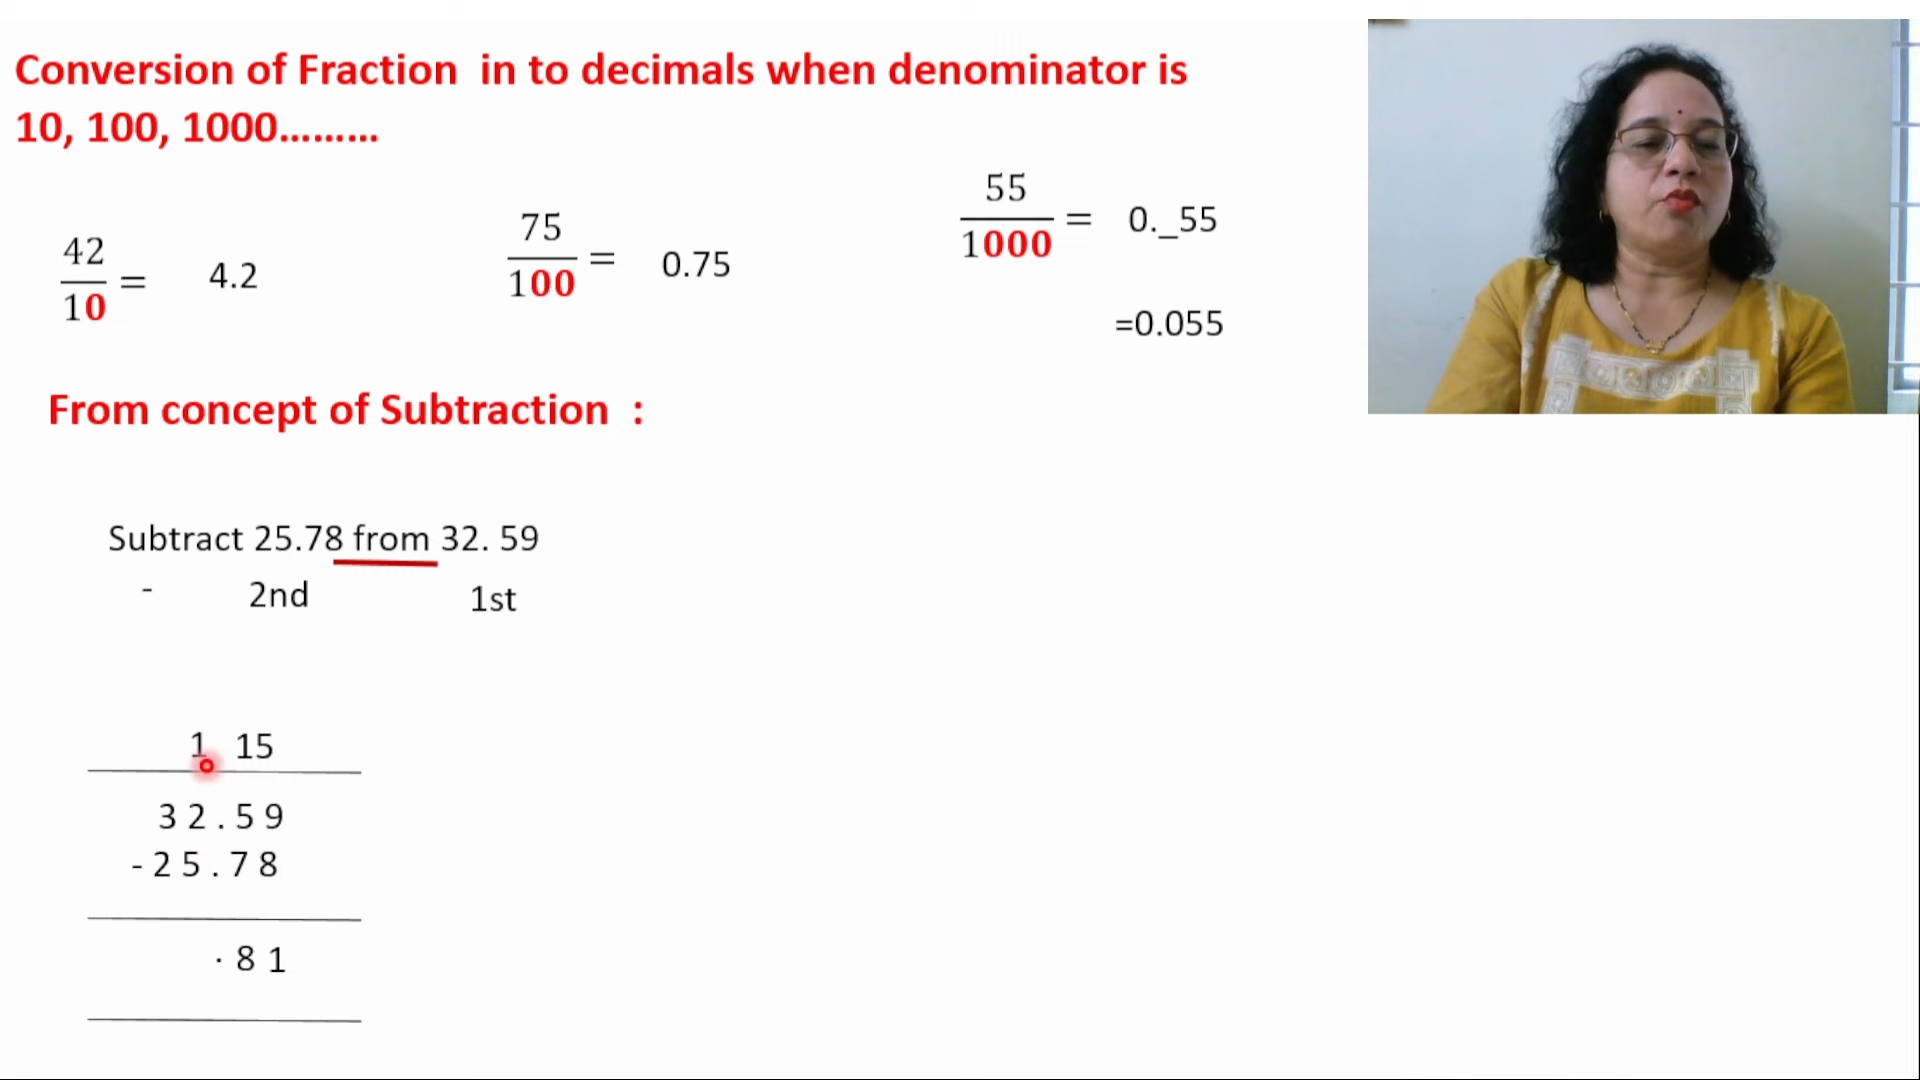 Conversion of Fraction in to decimals when denominator is
10, 100, 1000.........
42/10 = 4.2
75/100 = 0.75
55/1000 = 0._55
=0.055
From concept of Subtraction :
Subtract 25.78 from 32. 59
- 2nd 1st
1 15
3 2 . 5 9
- 2 5 . 7 8
. 8 1